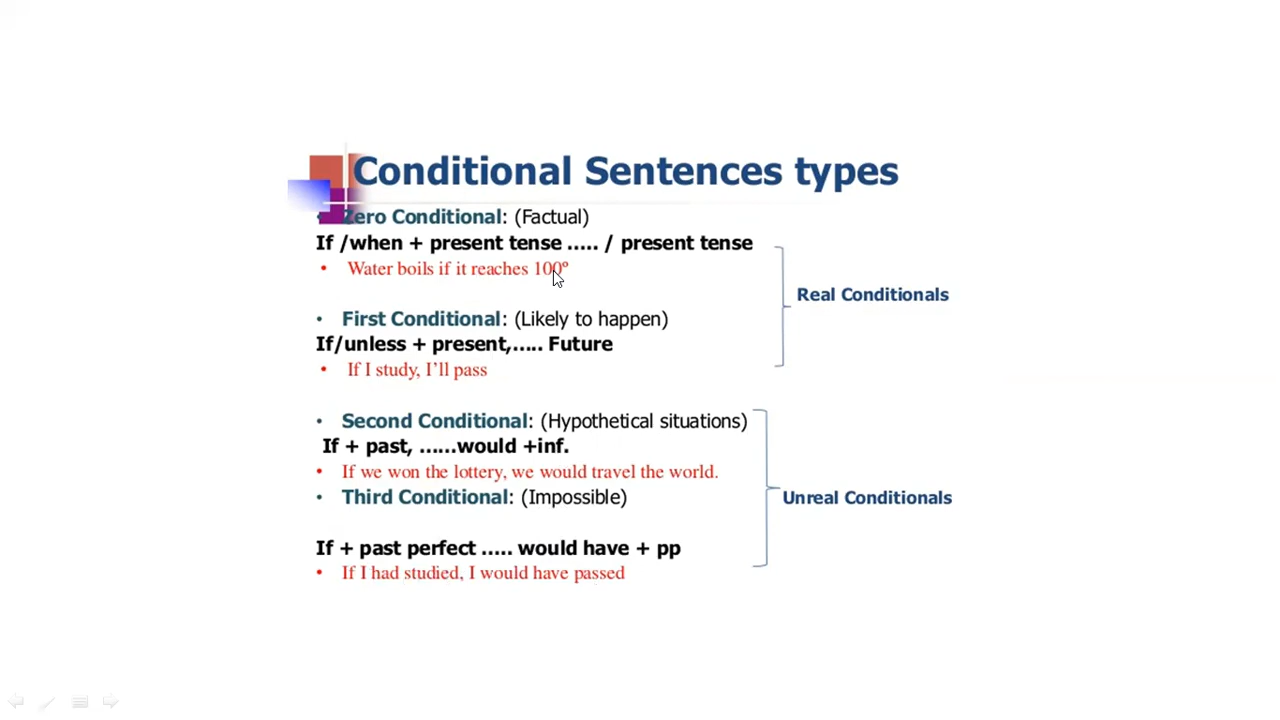 Conditional Sentences types
• Zero Conditional: (Factual)
If /when + present tense ..... / present tense
• Water boils if it reaches 100º
Real Conditionals
• First Conditional: (Likely to happen)
If/unless + present,..... Future
• If I study, I’ll pass
• Second Conditional: (Hypothetical situations)
If + past, ......would +inf.
• If we won the lottery, we would travel the world.
• Third Conditional: (Impossible)
Unreal Conditionals
If + past perfect ..... would have + pp
• If I had studied, I would have passed